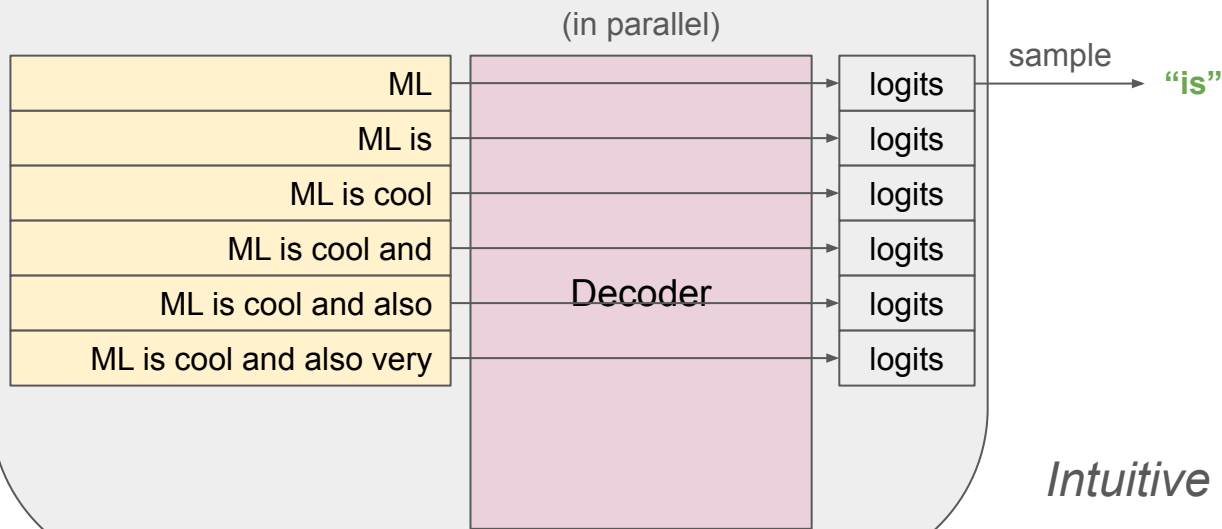 (in parallel)
sample
ML
logits
“is”
ML is
logits
ML is cool
logits
ML is cool and
logits
Decoder
ML is cool and also
logits
ML is cool and also very
logits
Intuitive